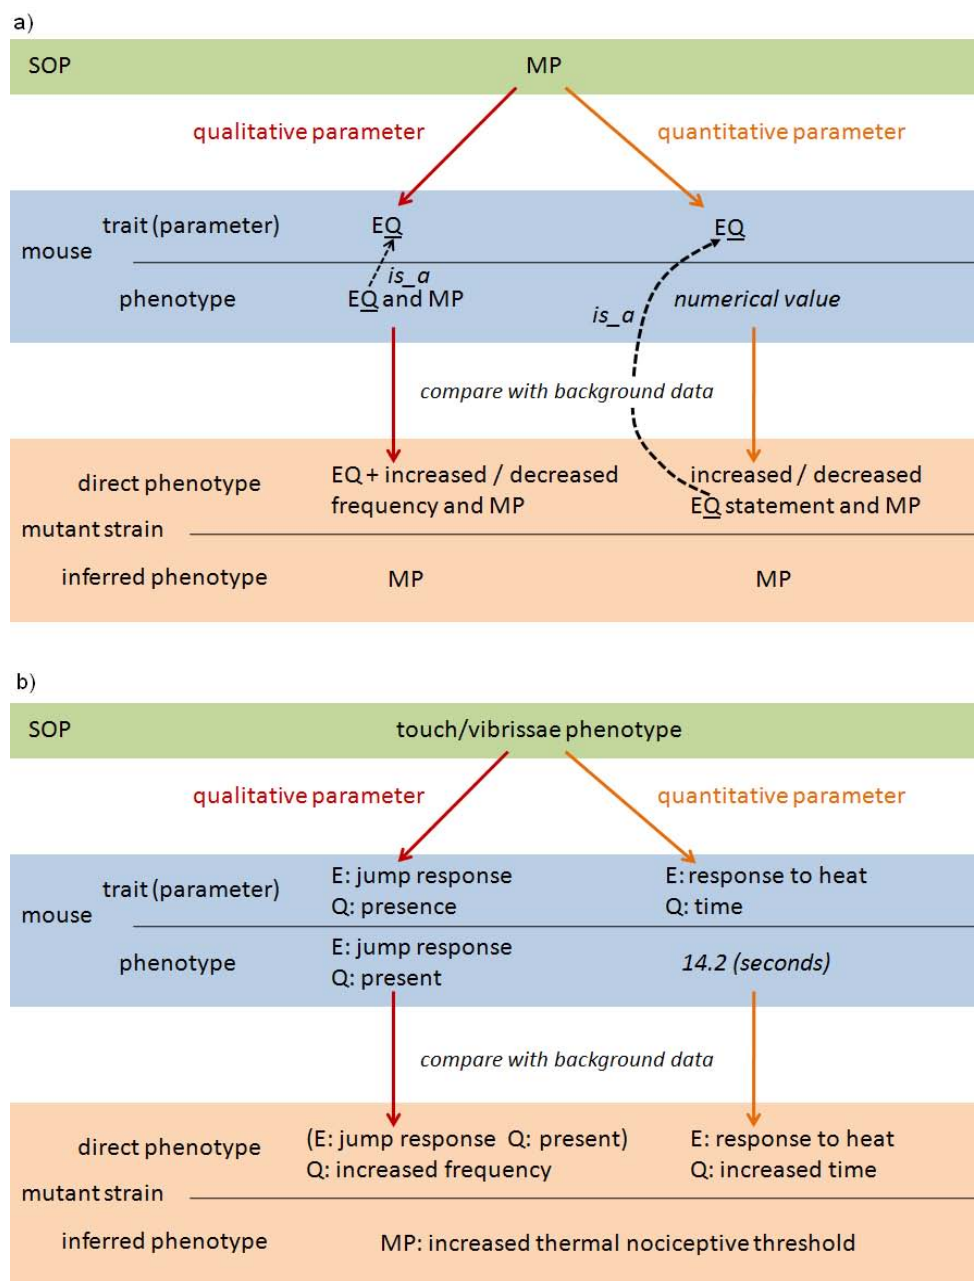 a)
SOP MP
qualitative parameter quantitative parameter
trait (parameter) EQ EQ
mouse
is_a
phenotype EQ and MP numerical value
is_a
compare with background data
direct phenotype EQ + increased / decreased increased / decreased
frequency and MP EQ statement and MP
mutant strain
inferred phenotype MP MP
b)
SOP touch/vibrissae phenotype
qualitative parameter quantitative parameter
trait (parameter) E: jump response E: response to heat
Q: presence Q: time
mouse
E: jump response
phenotype 14.2 (seconds)
Q: present
compare with background data
direct phenotype (E: jump response Q: present) E: response to heat
Q: increased frequency Q: increased time
mutant strain
inferred phenotype MP: increased thermal nociceptive threshold